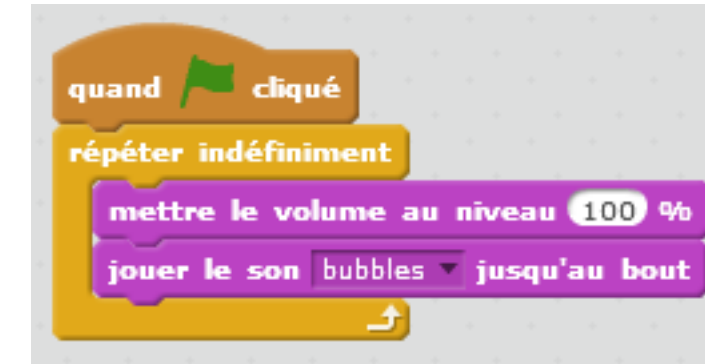 quand cliqué
répéter indéfiniment
mettre le volume au niveau 100 %
jouer le son bubbles jusqu'au bout